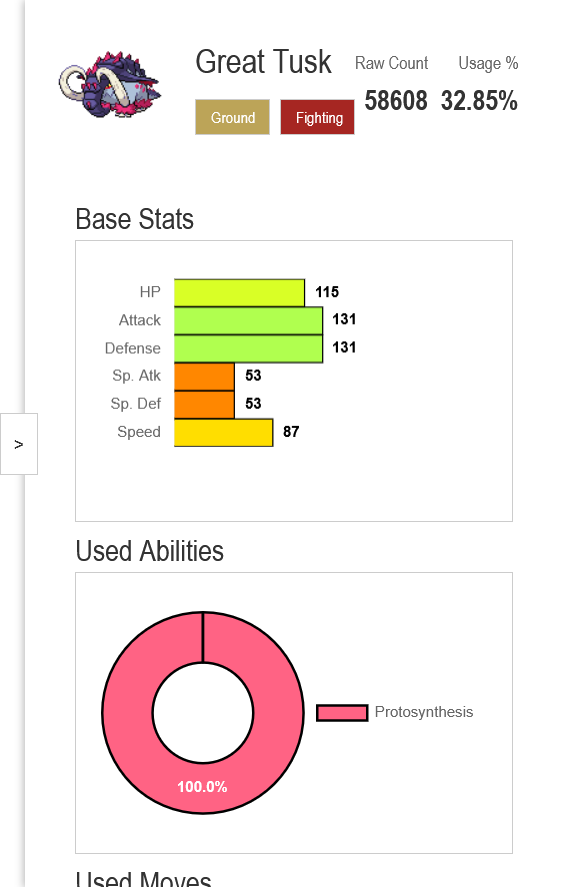 Great Tusk Raw Count Usage %
Ground Fighting 58608 32.85%
Base Stats
HP 115
Attack 131
Defense 131
Sp. Atk 53
Sp. Def 53
Speed 87
>
Used Abilities
Protosynthesis
100.0%
Used Moves